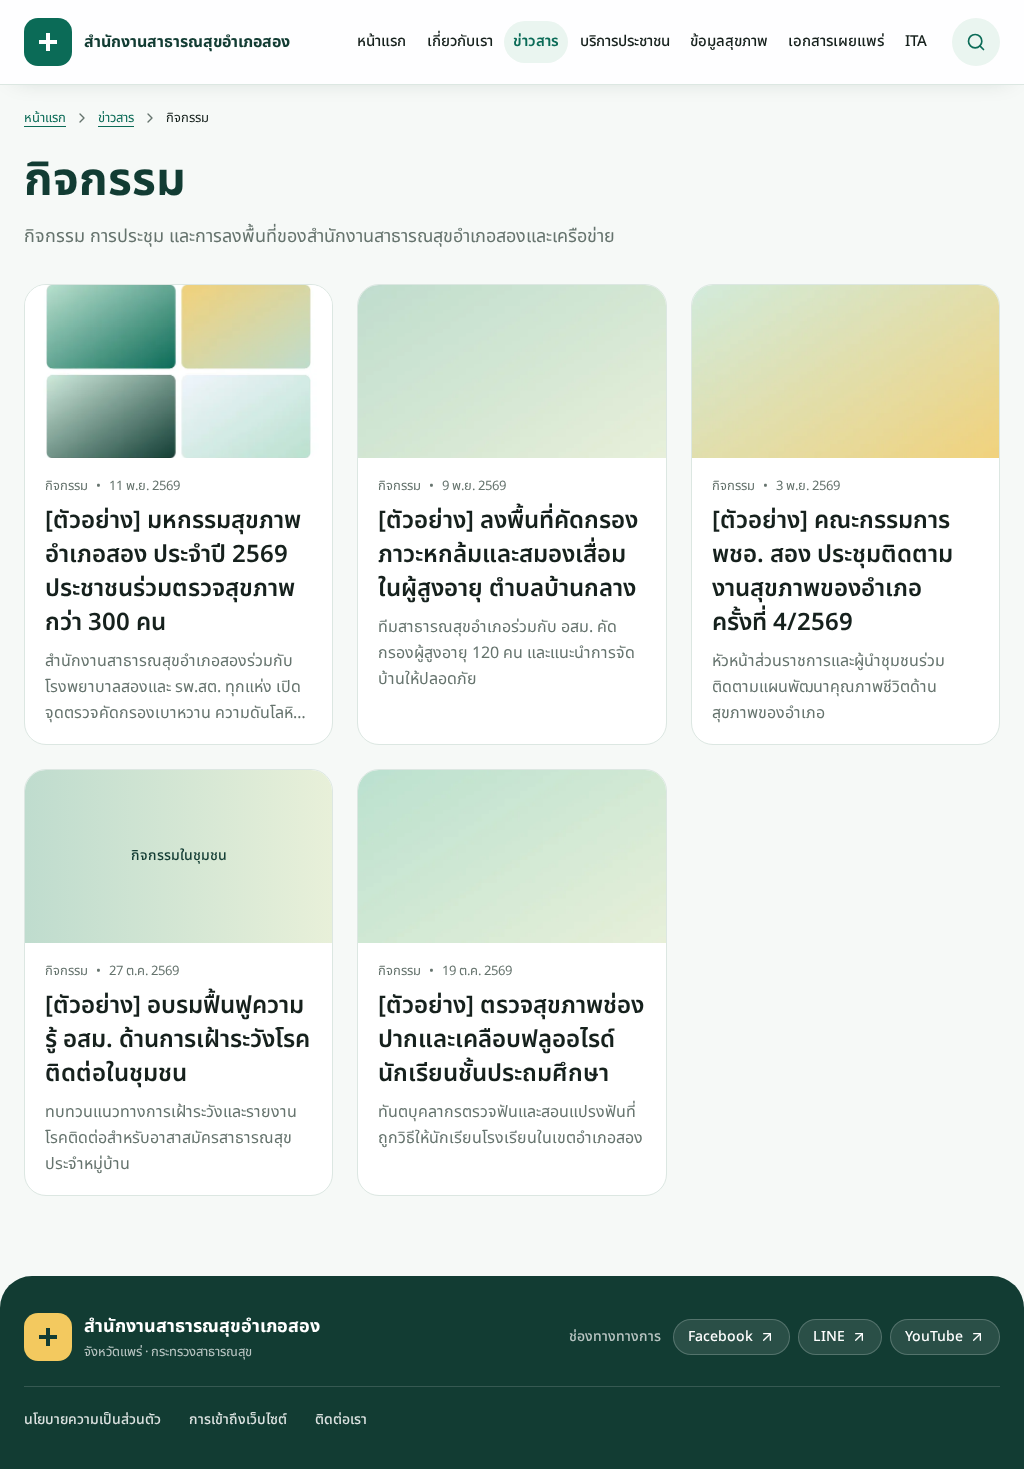 สำนักงานสาธารณสุขอำเภอสอง
หน้าแรก
เกี่ยวกับเรา
ข่าวสาร
บริการประชาชน
ข้อมูลสุขภาพ
เอกสารเผยแพร่
ITA
หน้าแรก > ข่าวสาร > กิจกรรม
กิจกรรม
กิจกรรม การประชุม และการลงพื้นที่ของสำนักงานสาธารณสุขอำเภอสองและเครือข่าย
กิจกรรม • 11 พ.ย. 2569
[ตัวอย่าง] มหกรรมสุขภาพ
อำเภอสอง ประจำปี 2569
ประชาชนร่วมตรวจสุขภาพ
กว่า 300 คน
สำนักงานสาธารณสุขอำเภอสองร่วมกับ
โรงพยาบาลสองและ รพ.สต. ทุกแห่ง เปิด
จุดตรวจคัดกรองเบาหวาน ความดันโลหิ...
กิจกรรม • 9 พ.ย. 2569
[ตัวอย่าง] ลงพื้นที่คัดกรอง
ภาวะหกล้มและสมองเสื่อม
ในผู้สูงอายุ ตำบลบ้านกลาง
ทีมสาธารณสุขอำเภอร่วมกับ อสม. คัด
กรองผู้สูงอายุ 120 คน และแนะนำการจัด
บ้านให้ปลอดภัย
กิจกรรม • 3 พ.ย. 2569
[ตัวอย่าง] คณะกรรมการ
พชอ. สอง ประชุมติดตาม
งานสุขภาพของอำเภอ
ครั้งที่ 4/2569
หัวหน้าส่วนราชการและผู้นำชุมชนร่วม
ติดตามแผนพัฒนาคุณภาพชีวิตด้าน
สุขภาพของอำเภอ
กิจกรรมในชุมชน
กิจกรรม • 27 ต.ค. 2569
[ตัวอย่าง] อบรมฟื้นฟูความ
รู้ อสม. ด้านการเฝ้าระวังโรค
ติดต่อในชุมชน
ทบทวนแนวทางการเฝ้าระวังและรายงาน
โรคติดต่อสำหรับอาสาสมัครสาธารณสุข
ประจำหมู่บ้าน
กิจกรรม • 19 ต.ค. 2569
[ตัวอย่าง] ตรวจสุขภาพช่อง
ปากและเคลือบฟลูออไรด์
นักเรียนชั้นประถมศึกษา
ทันตบุคลากรตรวจฟันและสอนแปรงฟันที่
ถูกวิธีให้นักเรียนโรงเรียนในเขตอำเภอสอง
สำนักงานสาธารณสุขอำเภอสอง
จังหวัดแพร่ · กระทรวงสาธารณสุข
ช่องทางทางการ
Facebook
LINE
YouTube
นโยบายความเป็นส่วนตัว
การเข้าถึงเว็บไซต์
ติดต่อเรา